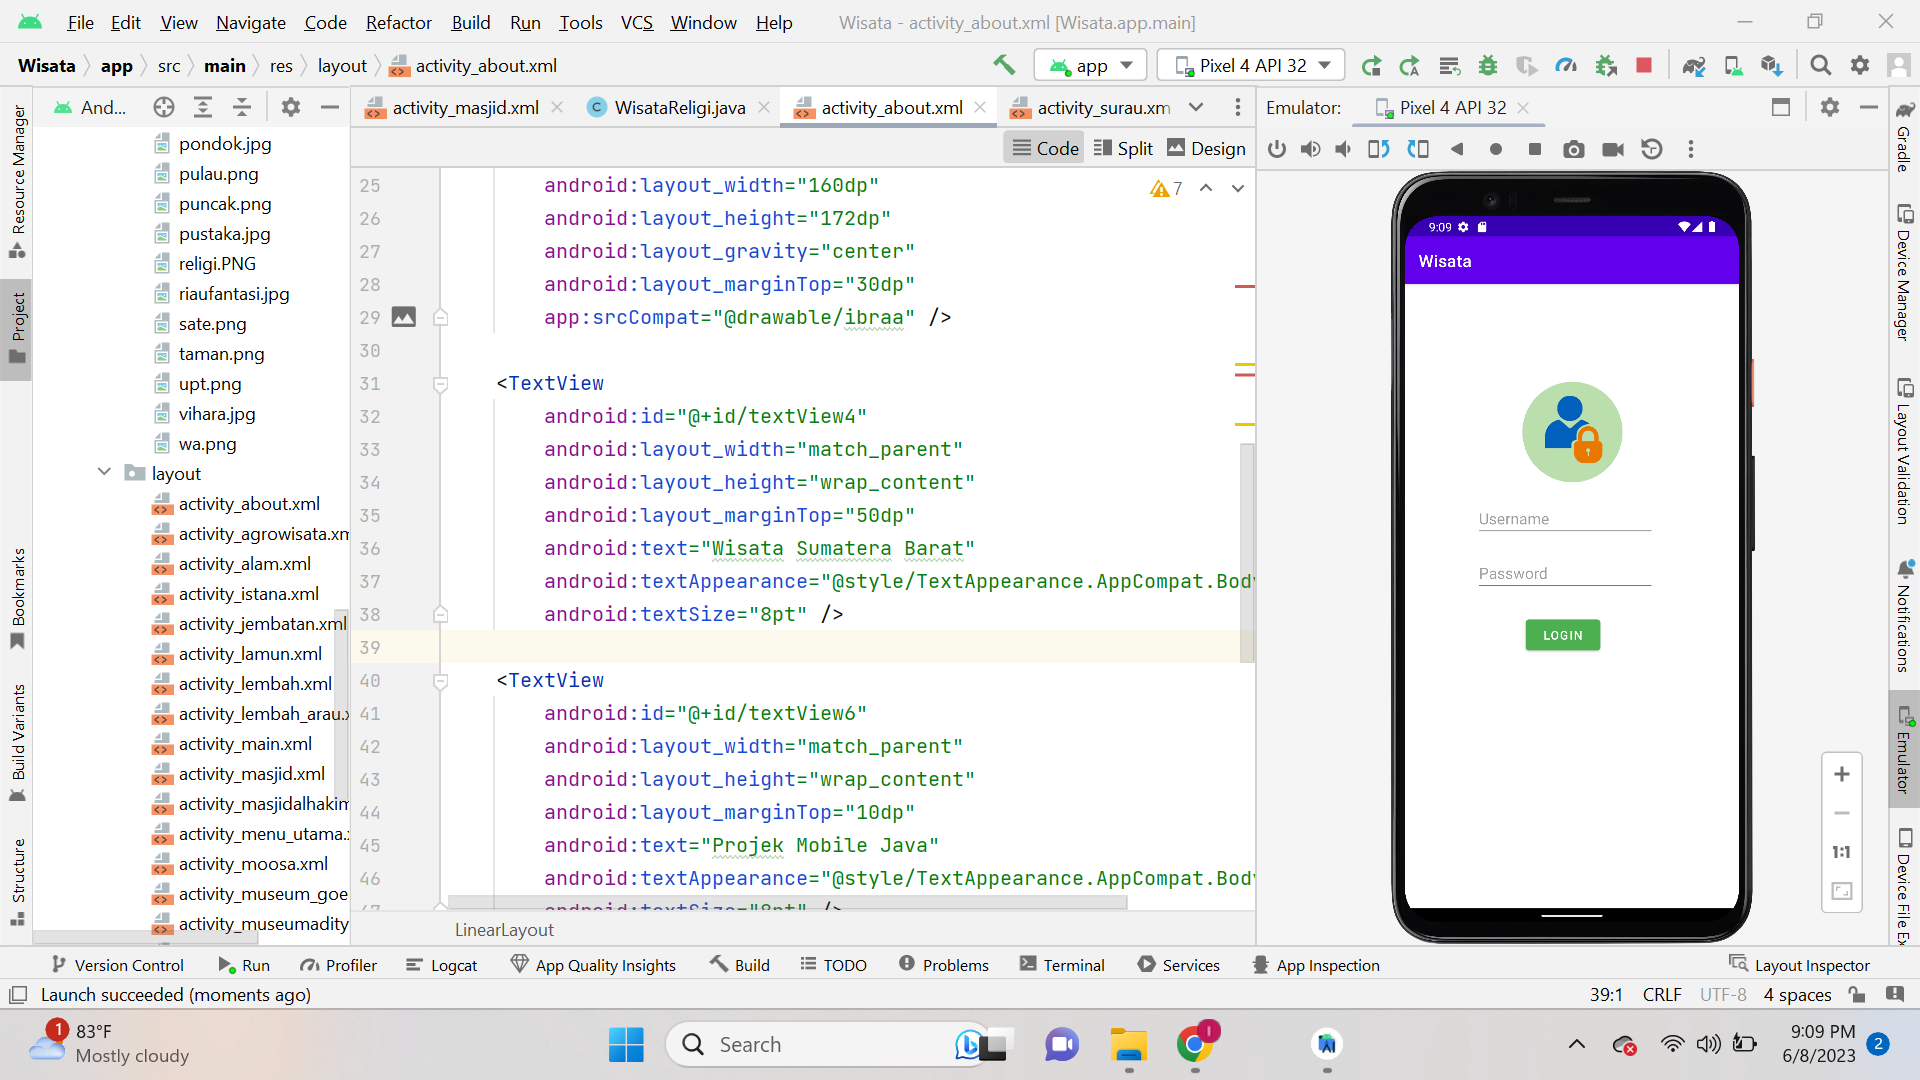 File Edit View Navigate Code Refactor Build Run Tools VCS Window Help Wisata - activity_about.xml [Wisata.app.main]
Wisata app src main res layout activity_about.xml app Pixel 4 API 32
And... activity_masjid.xml WisataReligi.java activity_about.xml activity_surau.xm Emulator: Pixel 4 API 32
Code Split Design
Resource Manager
Project
Bookmarks
Build Variants
Structure
pondok.jpg
pulau.png
puncak.png
pustaka.jpg
religi.PNG
riaufantasi.jpg
sate.png
taman.png
upt.png
vihara.jpg
wa.png
layout
activity_about.xml
activity_agrowisata.xm
activity_alam.xml
activity_istana.xml
activity_jembatan.xml
activity_lamun.xml
activity_lembah.xml
activity_lembah_arau.x
activity_main.xml
activity_masjid.xml
activity_masjidalhakim
activity_menu_utama.x
activity_moosa.xml
activity_museum_goe
activity_museumadity
7
25 android:layout_width="160dp"
26 android:layout_height="172dp"
27 android:layout_gravity="center"
28 android:layout_marginTop="30dp"
29 app:srcCompat="@drawable/ibraa" />
30
31 <TextView
32 android:id="@+id/textView4"
33 android:layout_width="match_parent"
34 android:layout_height="wrap_content"
35 android:layout_marginTop="50dp"
36 android:text="Wisata Sumatera Barat"
37 android:textAppearance="@style/TextAppearance.AppCompat.Body
38 android:textSize="8pt" />
39
40 <TextView
41 android:id="@+id/textView6"
42 android:layout_width="match_parent"
43 android:layout_height="wrap_content"
44 android:layout_marginTop="10dp"
45 android:text="Projek Mobile Java"
46 android:textAppearance="@style/TextAppearance.AppCompat.Body
47 android:textSize="8pt" />
LinearLayout
9:09
Wisata
Username
Password
LOGIN
1:1
Gradle
Device Manager
Layout Validation
Notifications
Emulator
Device File Ex
Version Control Run Profiler Logcat App Quality Insights Build TODO Problems Terminal Services App Inspection Layout Inspector
Launch succeeded (moments ago) 39:1 CRLF UTF-8 4 spaces
1 83°F
Mostly cloudy
Search
I
9:09 PM
6/8/2023
2